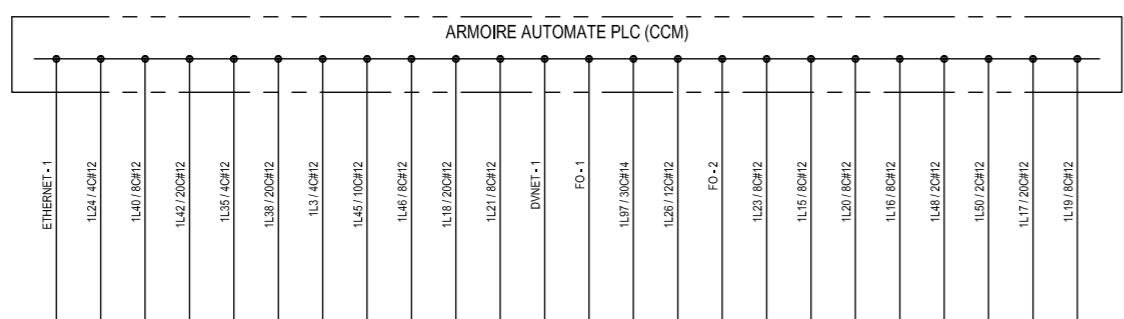 ARMOIRE AUTOMATE PLC (CCM)
ETHERNET - 1
1L24 / 4C#12
1L40 / 8C#12
1L42 / 20C#12
1L35 / 4C#12
1L38 / 20C#12
1L3 / 4C#12
1L45 / 10C#12
1L46 / 8C#12
1L18 / 20C#12
1L21 / 8C#12
DVNET - 1
FO - 1
1L97 / 30C#14
1L26 / 12C#12
FO - 2
1L23 / 8C#12
1L15 / 8C#12
1L20 / 8C#12
1L16 / 8C#12
1L48 / 2C#12
1L50 / 2C#12
1L17 / 20C#12
1L19 / 8C#12